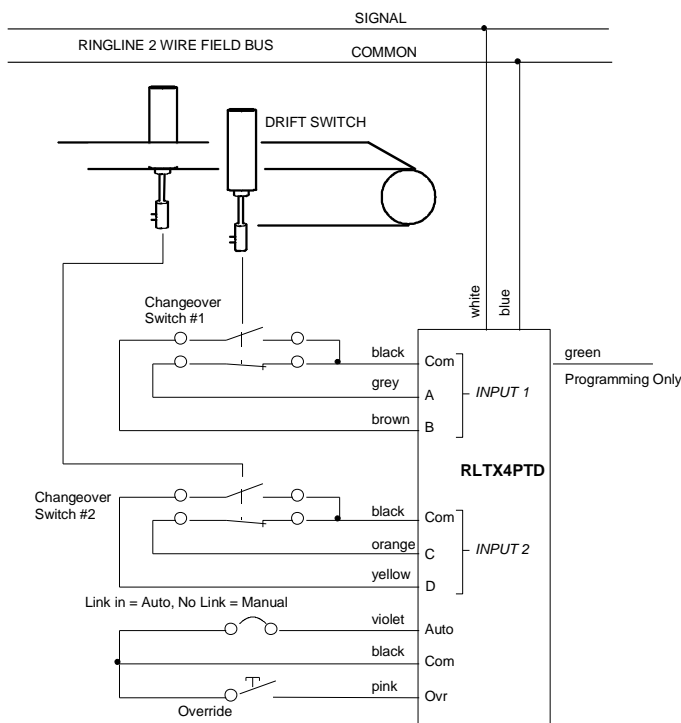 SIGNAL
RINGLINE 2 WIRE FIELD BUS
COMMON
DRIFT SWITCH
white
blue
Changeover
Switch #1
black
Com
green
Programming Only
grey
A
INPUT 1
brown
B
RLTX4PTD
Changeover
Switch #2
black
Com
orange
C
INPUT 2
yellow
D
Link in = Auto, No Link = Manual
violet
Auto
black
Com
pink
Ovr
Override